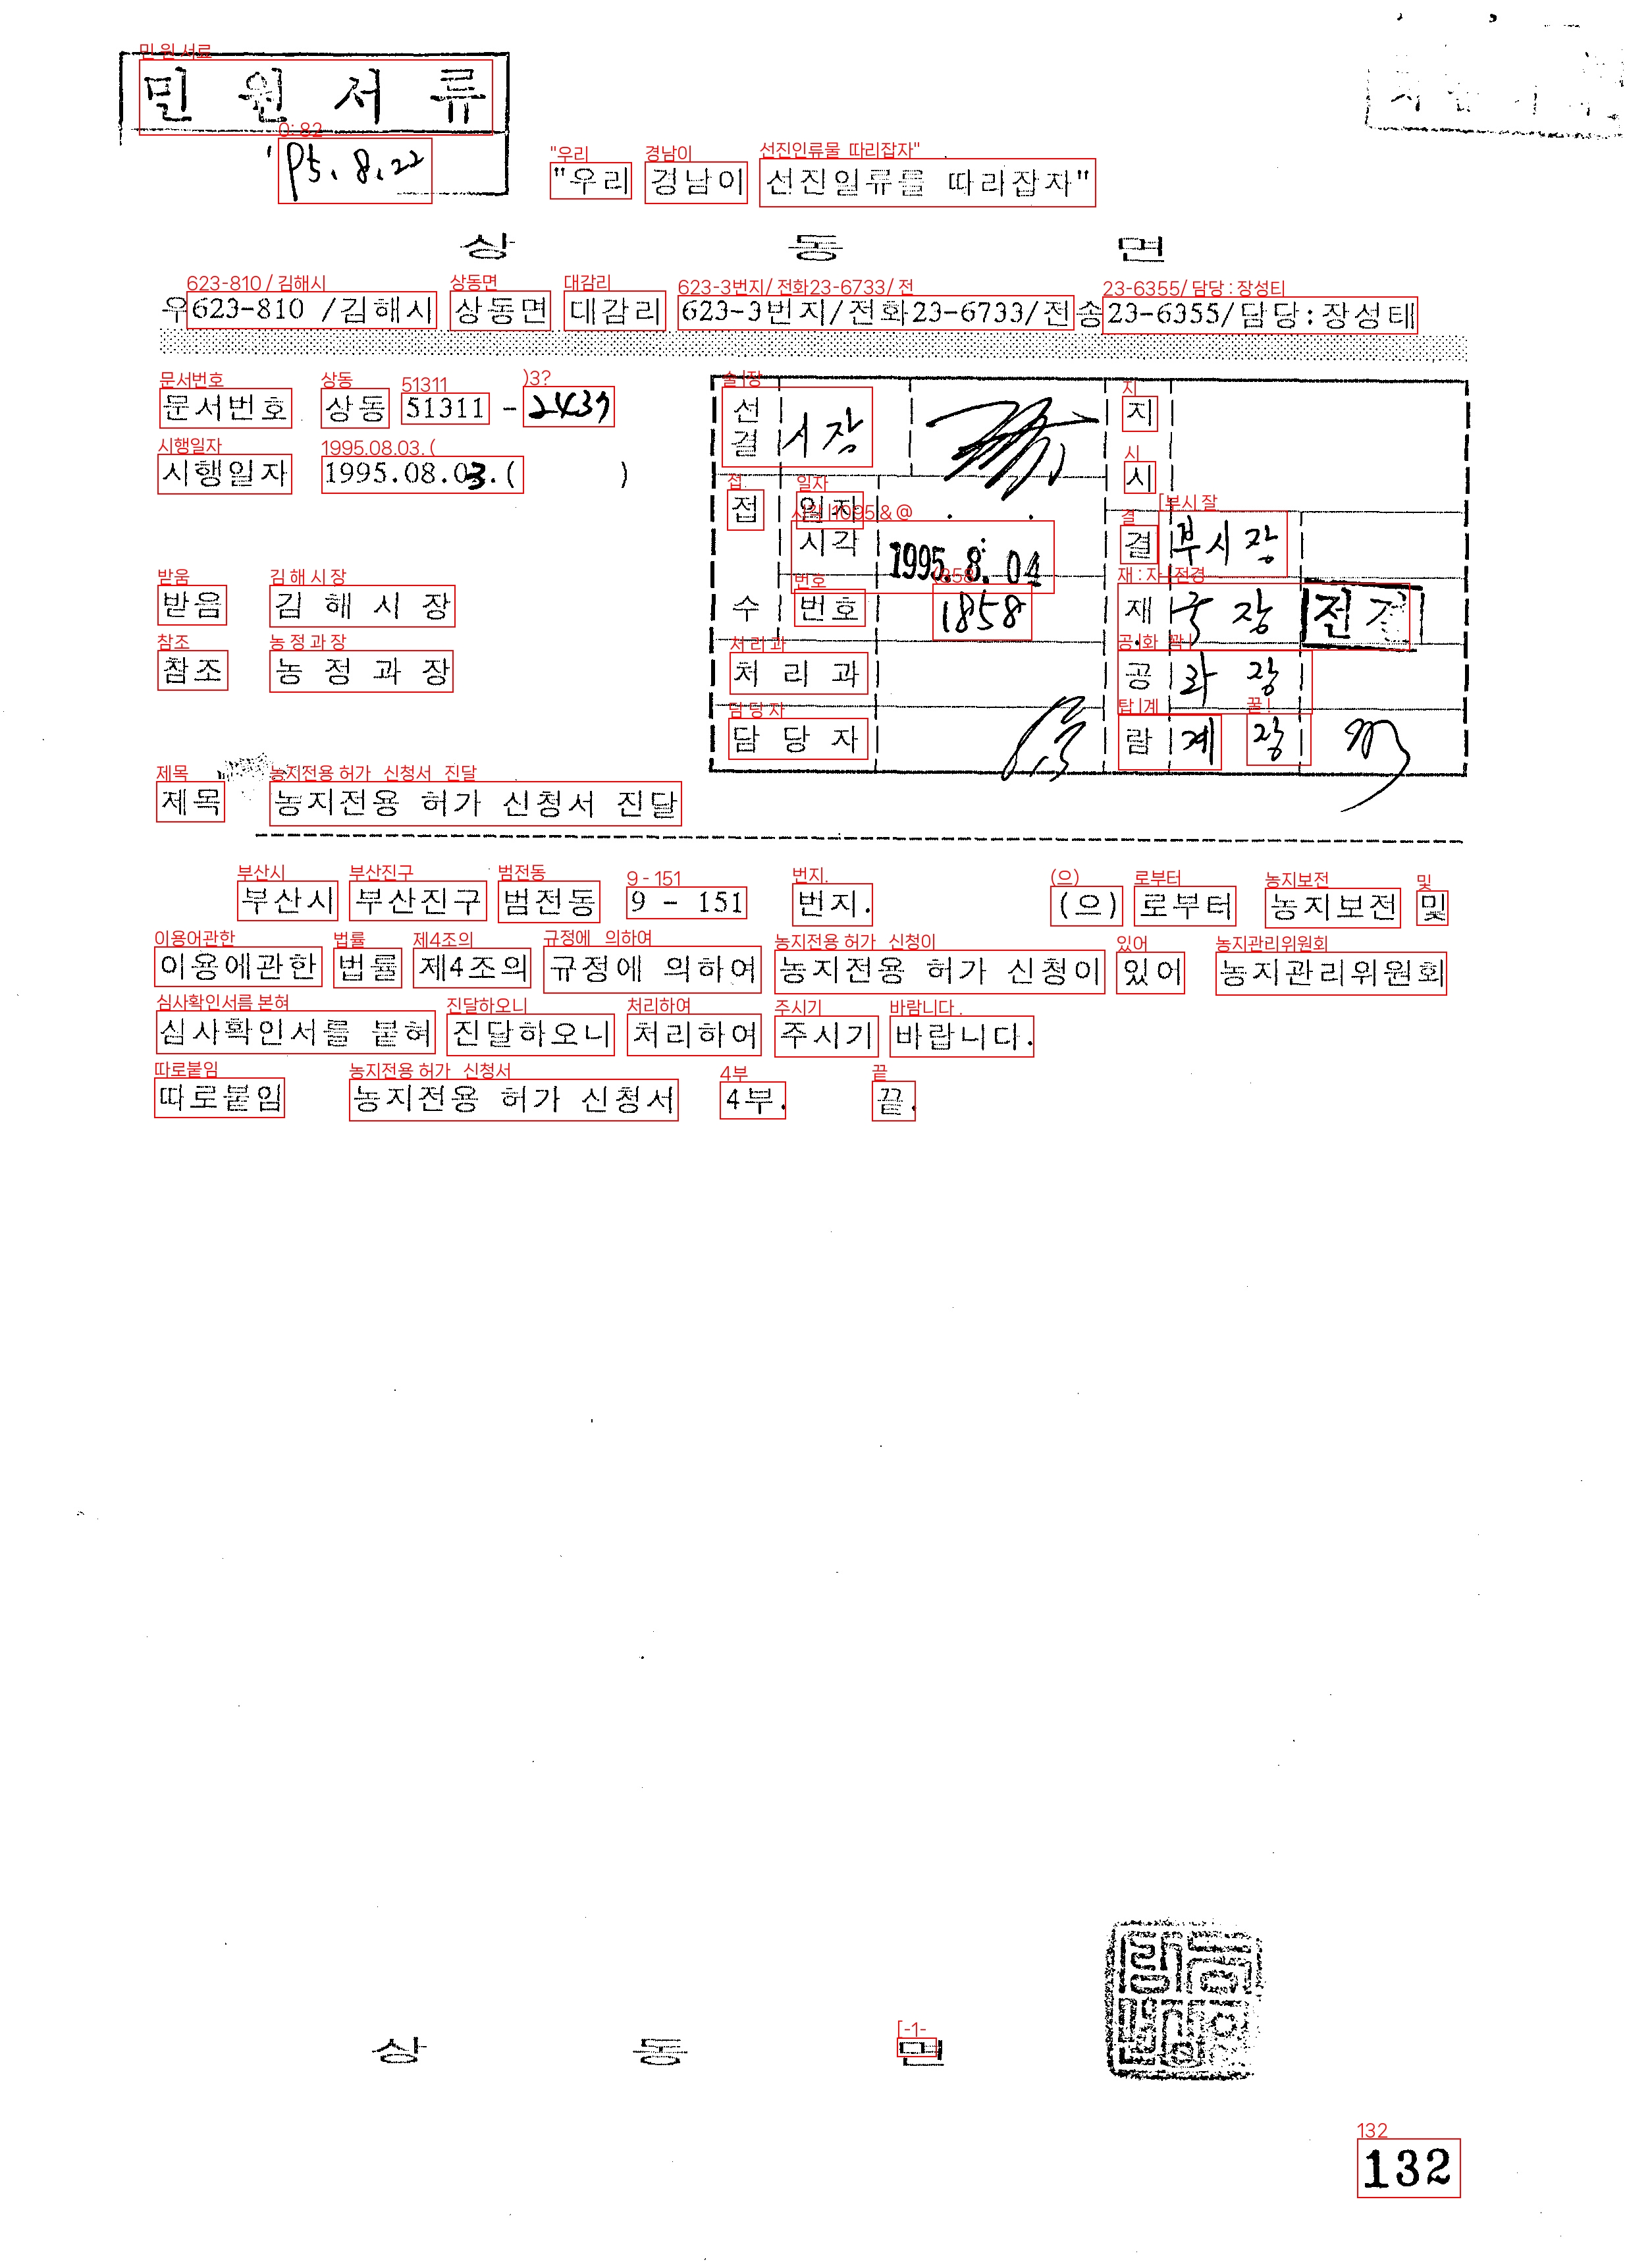 민원서류
'95. 8. 22
"우리 경남이 선진일류를 따라잡자"
상 동 면
우623-810 /김해시 상동면 대감리 623-3번지/전화23-6733/전송23-6355/담당:장성태
문서번호 상동 51311 - 2437
시행일자 1995.08.03.( )
받음 김 해 시 장
참조 농 정 과 장
선결 시장
지시
접수 일자 시각 1995. 8. 04
번호 1858
처 리 과
담 당 자
결재 부시장
국장 전결
공람 과장
계장
제목 농지전용 허가 신청서 진달
부산시 부산진구 범전동 9 - 151 번지. (으)로부터 농지보전 및
이용에관한 법률 제4조의 규정에 의하여 농지전용 허가 신청이 있어 농지관리위원회
심사확인서를 붙혀 진달하오니 처리하여 주시기 바랍니다.
따로붙임 농지전용 허가 신청서 4부. 끝.
상 동 면
132